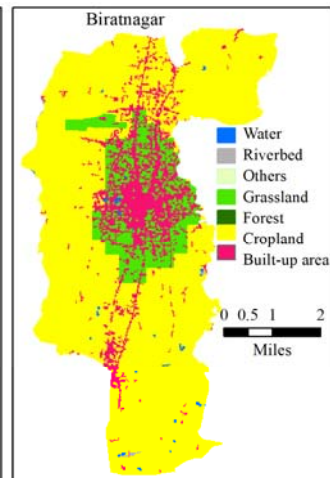 Biratnagar
Water
Riverbed
Others
Grassland
Forest
Cropland
Built-up area
0 0.5 1 2
Miles